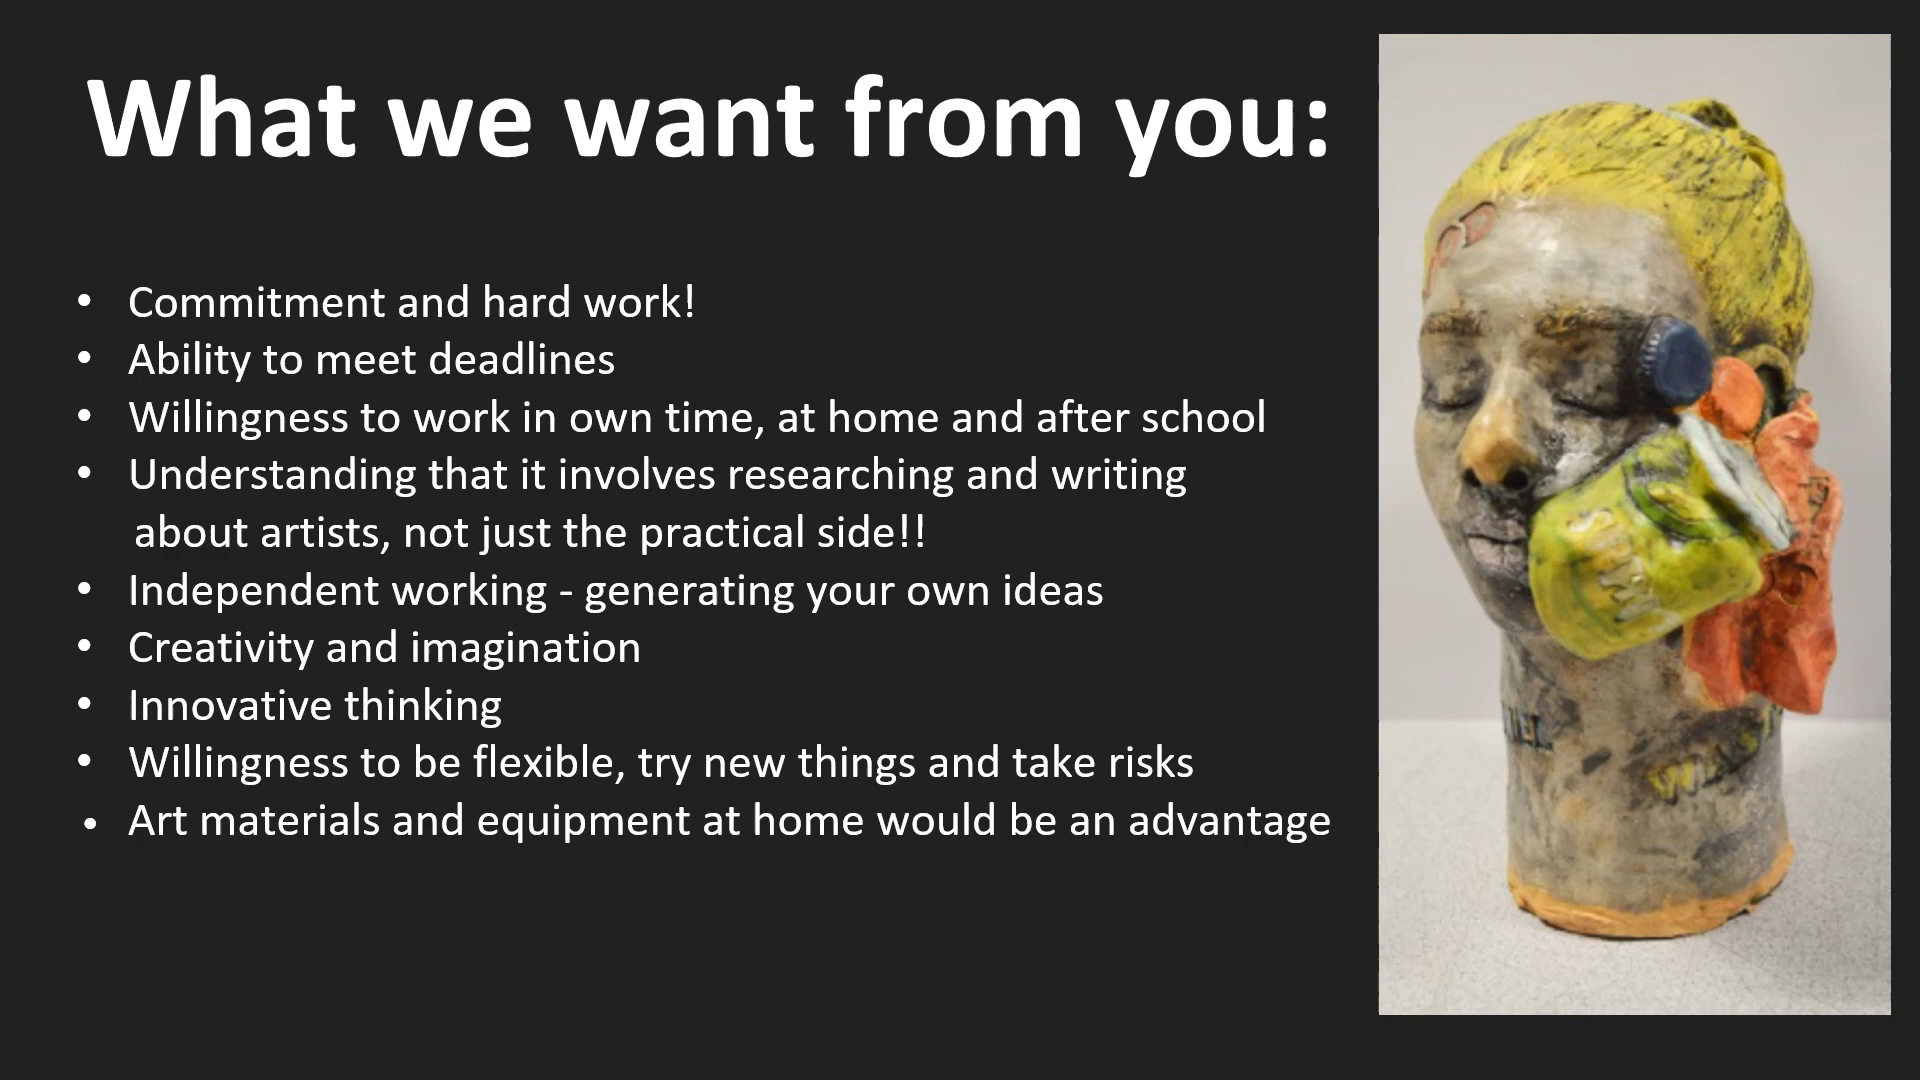 What we want from you:
• Commitment and hard work!
• Ability to meet deadlines
• Willingness to work in own time, at home and after school
• Understanding that it involves researching and writing
about artists, not just the practical side!!
• Independent working - generating your own ideas
• Creativity and imagination
• Innovative thinking
• Willingness to be flexible, try new things and take risks
• Art materials and equipment at home would be an advantage